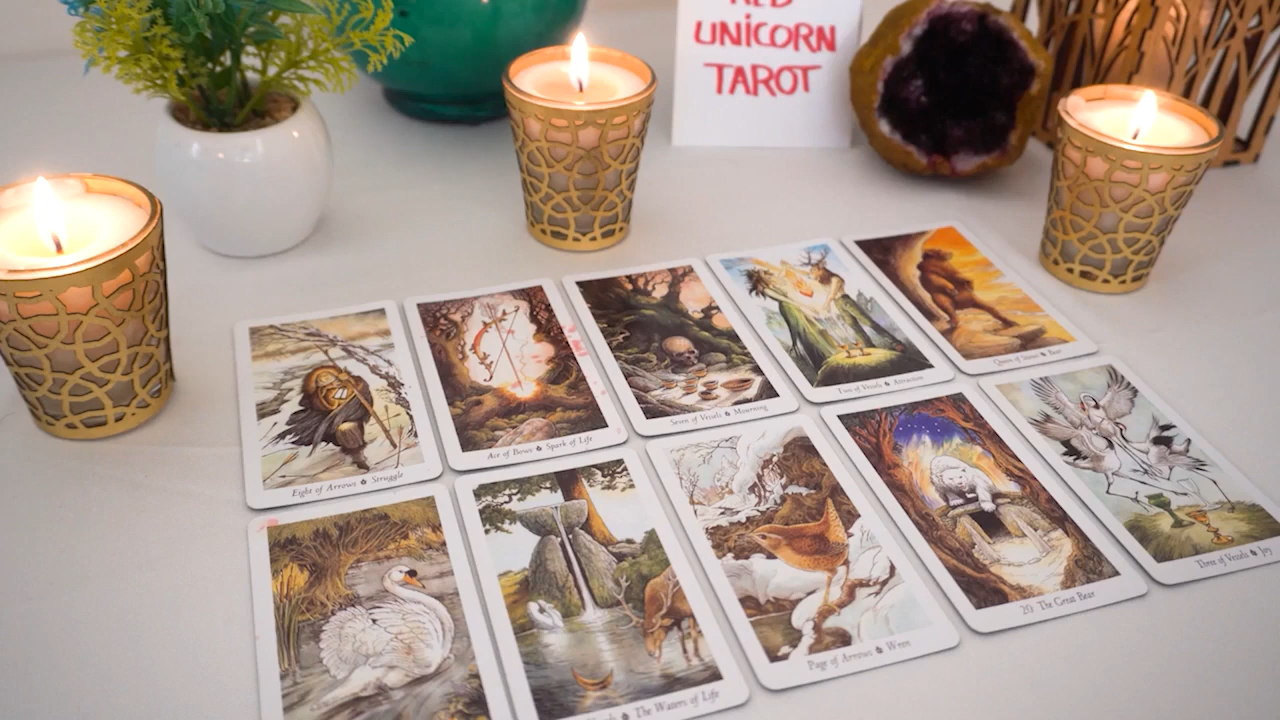 RED
UNICORN
TAROT
Eight of Arrows Struggle
Ace of Bows Spark of Life
Seven of Vessels Mourning
Two of Vessels Attraction
Queen of Stones Bear
The Waters of Life
Page of Arrows Wren
20 The Great Bear
Three of Vessels Joy